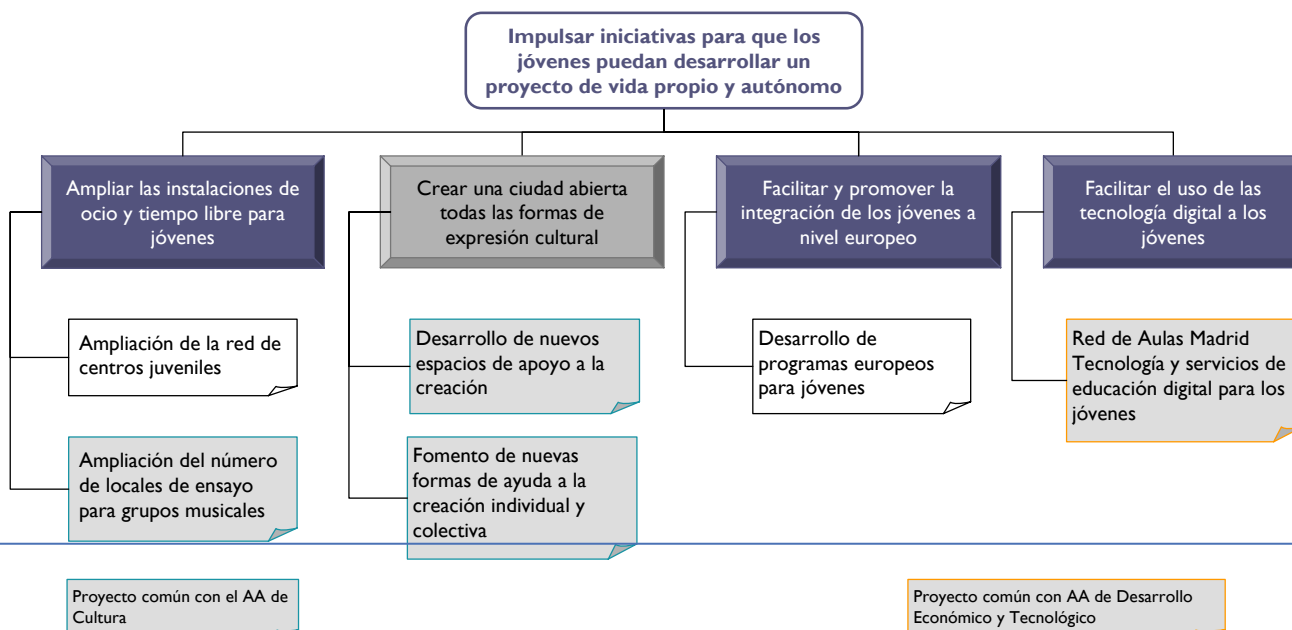 Impulsar iniciativas para que los
jóvenes puedan desarrollar un
proyecto de vida propio y autónomo
Ampliar las instalaciones de
ocio y tiempo libre para
jóvenes
Crear una ciudad abierta
todas las formas de
expresión cultural
Facilitar y promover la
integración de los jóvenes a
nivel europeo
Facilitar el uso de las
tecnología digital a los
jóvenes
Ampliación de la red de
centros juveniles
Desarrollo de nuevos
espacios de apoyo a la
creación
Desarrollo de
programas europeos
para jóvenes
Red de Aulas Madrid
Tecnología y servicios de
educación digital para los
jóvenes
Ampliación del número
de locales de ensayo
para grupos musicales
Fomento de nuevas
formas de ayuda a la
creación individual y
colectiva
Proyecto común con el AA de
Cultura
Proyecto común con AA de Desarrollo
Económico y Tecnológico